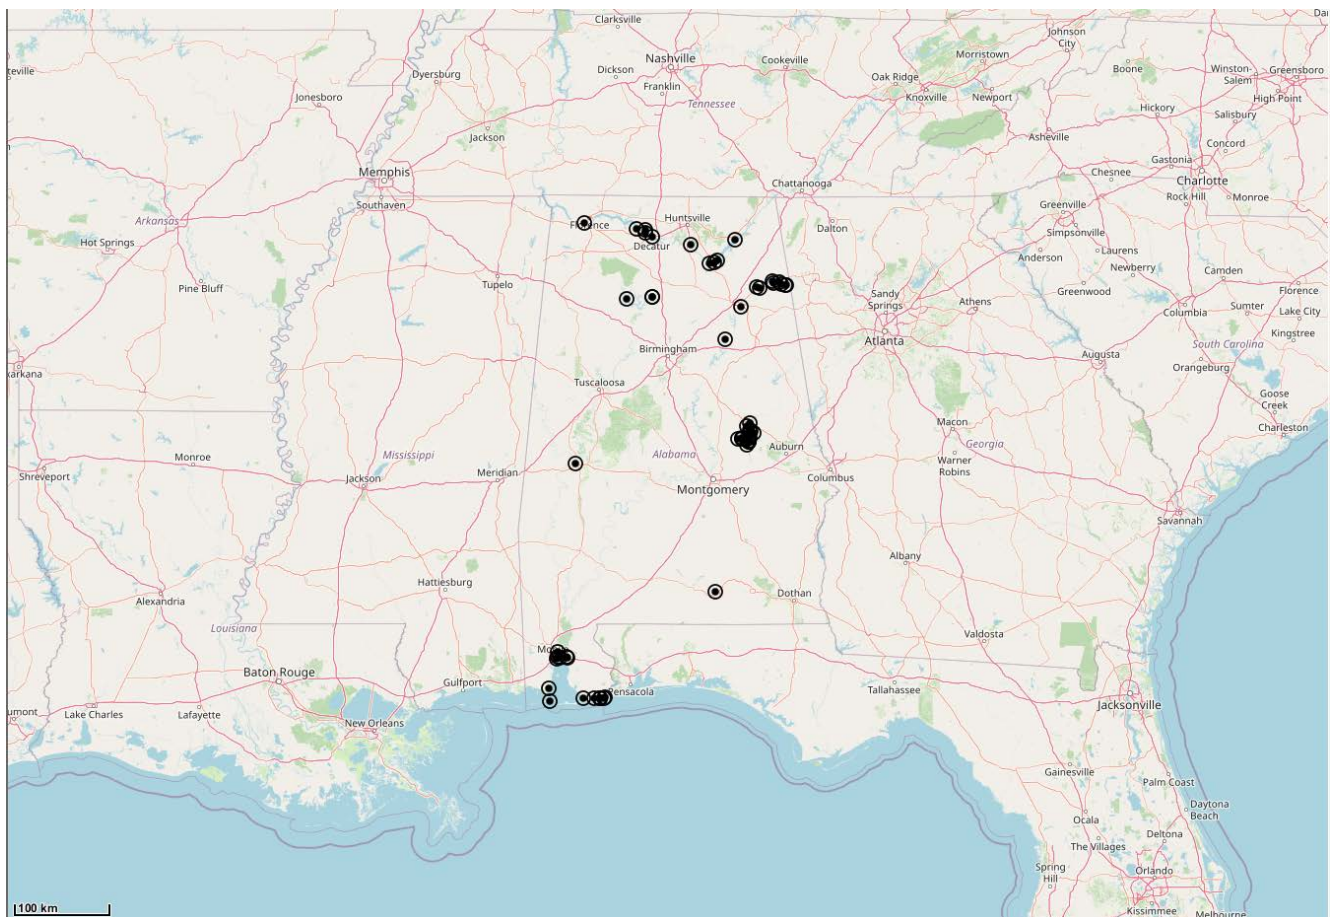 Clarksville
Johnson
City
Nashville
Dickson
Cookeville
Morristown
Boone
Winston-
Salem
Greensboro
Dyersburg
Franklin
Oak Ridge
Knoxville
Newport
High Point
Jonesboro
Tennessee
Hickory
Salisbury
Jackson
Asheville
Concord
Gastonia
Memphis
Chattanooga
Chesnee
Charlotte
Southaven
Rock Hill
Monroe
Arkansas
Huntsville
Greenville
Florence
Dalton
Simpsonville
Hot Springs
Decatur
Anderson
Laurens
Newberry
Camden
Pine Bluff
Tupelo
Sandy
Springs
Athens
Greenwood
Columbia
Florence
Sumter
Lake City
Kingstree
Birmingham
Atlanta
South Carolina
Augusta
Orangeburg
Tuscaloosa
Goose
Creek
Charleston
Macon
Auburn
Georgia
Monroe
Mississippi
Alabama
Warner
Robins
Shreveport
Jackson
Meridian
Montgomery
Columbus
Savannah
Albany
Hattiesburg
Dothan
Alexandria
Louisiana
Valdosta
Baton Rouge
Gulfport
Pensacola
Tallahassee
Lake Charles
Lafayette
New Orleans
Jacksonville
Gainesville
Palm Coast
Daytona
Beach
Ocala
Deltona
The Villages
Spring
Hill
Orlando
Kissimmee
Melbourne
100 km